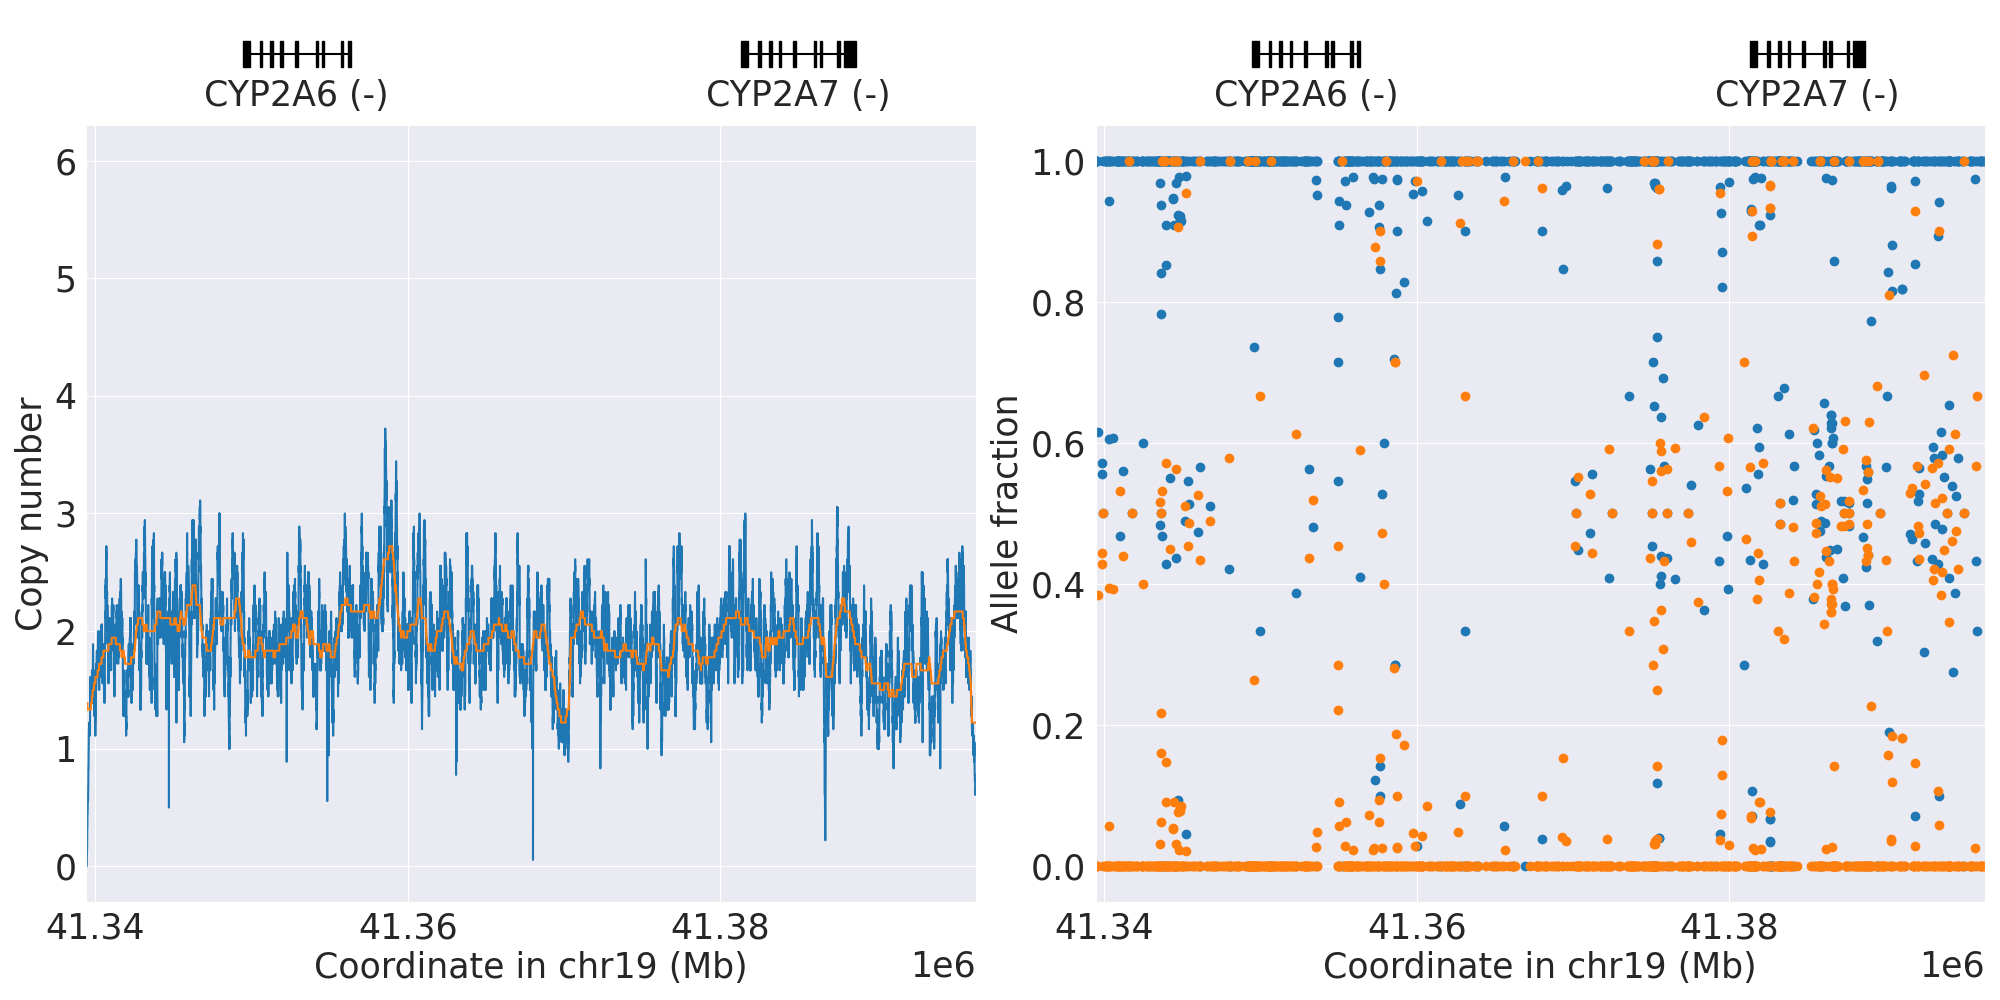 CYP2A6 (-)
CYP2A7 (-)
CYP2A6 (-)
CYP2A7 (-)
6
5
4
3
2
1
0
Copy number
41.34
41.36
41.38
Coordinate in chr19 (Mb)
1e6
1.0
0.8
0.6
0.4
0.2
0.0
Allele fraction
41.34
41.36
41.38
Coordinate in chr19 (Mb)
1e6